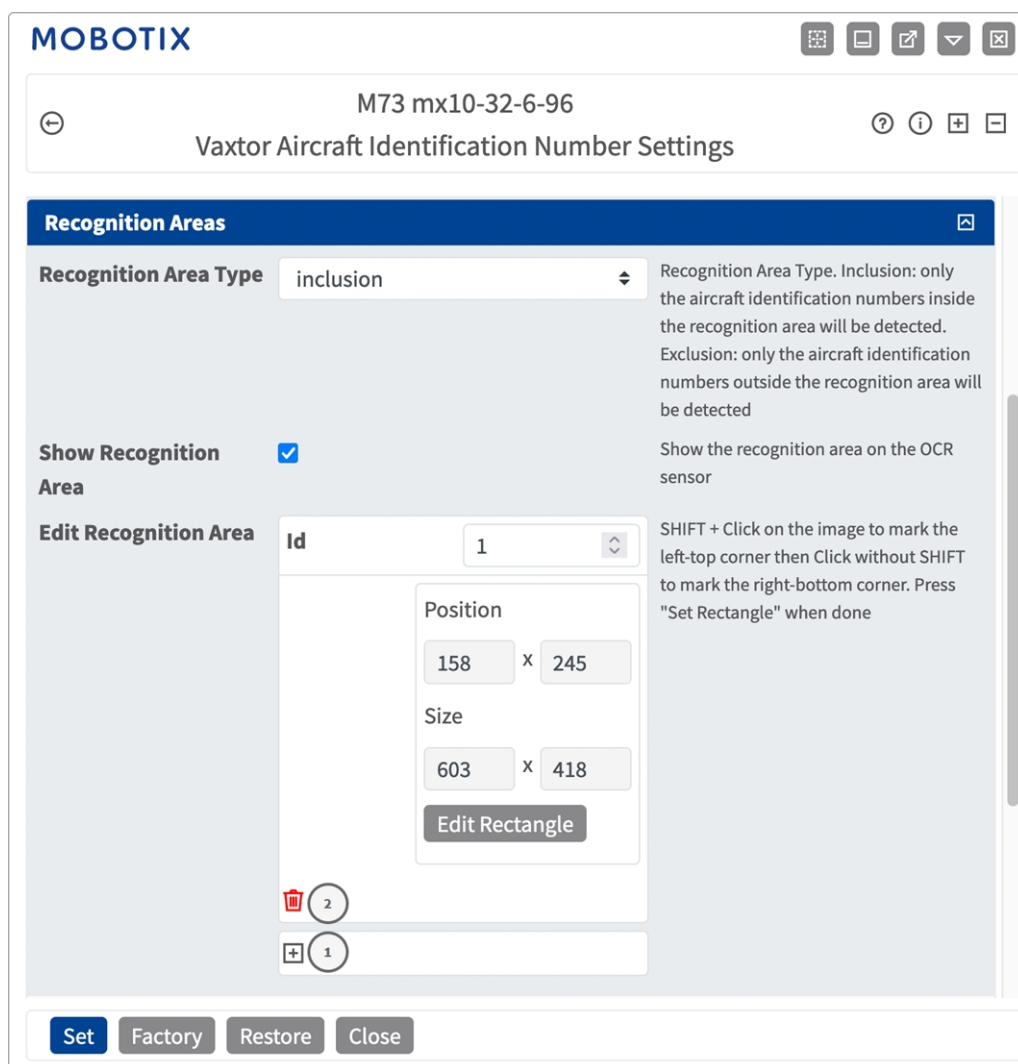 MOBOTIX
M73 mx10-32-6-96
Vaxtor Aircraft Identification Number Settings
Recognition Areas
Recognition Area Type
inclusion
Recognition Area Type. Inclusion: only
the aircraft identification numbers inside
the recognition area will be detected.
Exclusion: only the aircraft identification
numbers outside the recognition area will
be detected
Show Recognition
Area
Show the recognition area on the OCR
sensor
Edit Recognition Area
Id
1
SHIFT + Click on the image to mark the
left-top corner then Click without SHIFT
to mark the right-bottom corner. Press
"Set Rectangle" when done
Position
158 x 245
Size
603 x 418
Edit Rectangle
2
1
Set Factory Restore Close